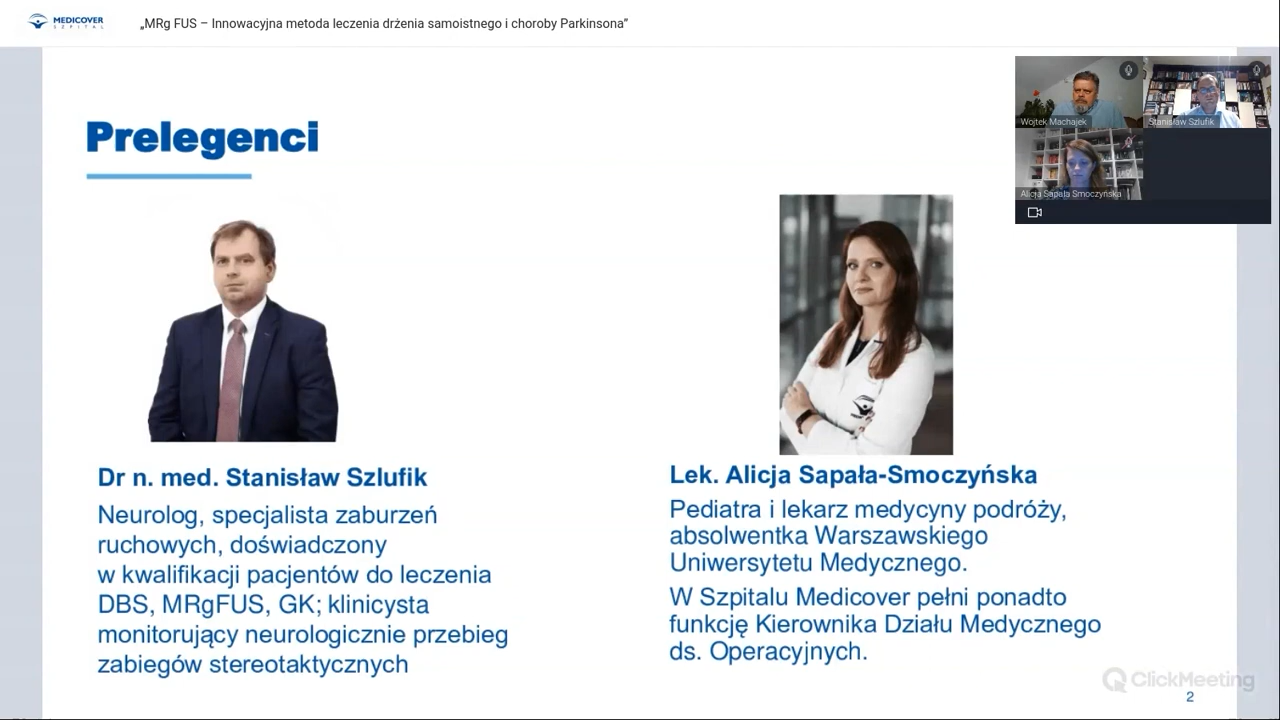 MEDICOVER
SZPITAL
„MRg FUS – Innowacyjna metoda leczenia drżenia samoistnego i choroby Parkinsona”
Wojtek Machajek
Stanisław Szlufik
Alicja Sapała Smoczyńska
Prelegenci
Dr n. med. Stanisław Szlufik
Neurolog, specjalista zaburzeń
ruchowych, doświadczony
w kwalifikacji pacjentów do leczenia
DBS, MRgFUS, GK; klinicysta
monitorujący neurologicznie przebieg
zabiegów stereotaktycznych
Lek. Alicja Sapała-Smoczyńska
Pediatra i lekarz medycyny podróży,
absolwentka Warszawskiego
Uniwersytetu Medycznego.
W Szpitalu Medicover pełni ponadto
funkcję Kierownika Działu Medycznego
ds. Operacyjnych.
ClickMeeting
2